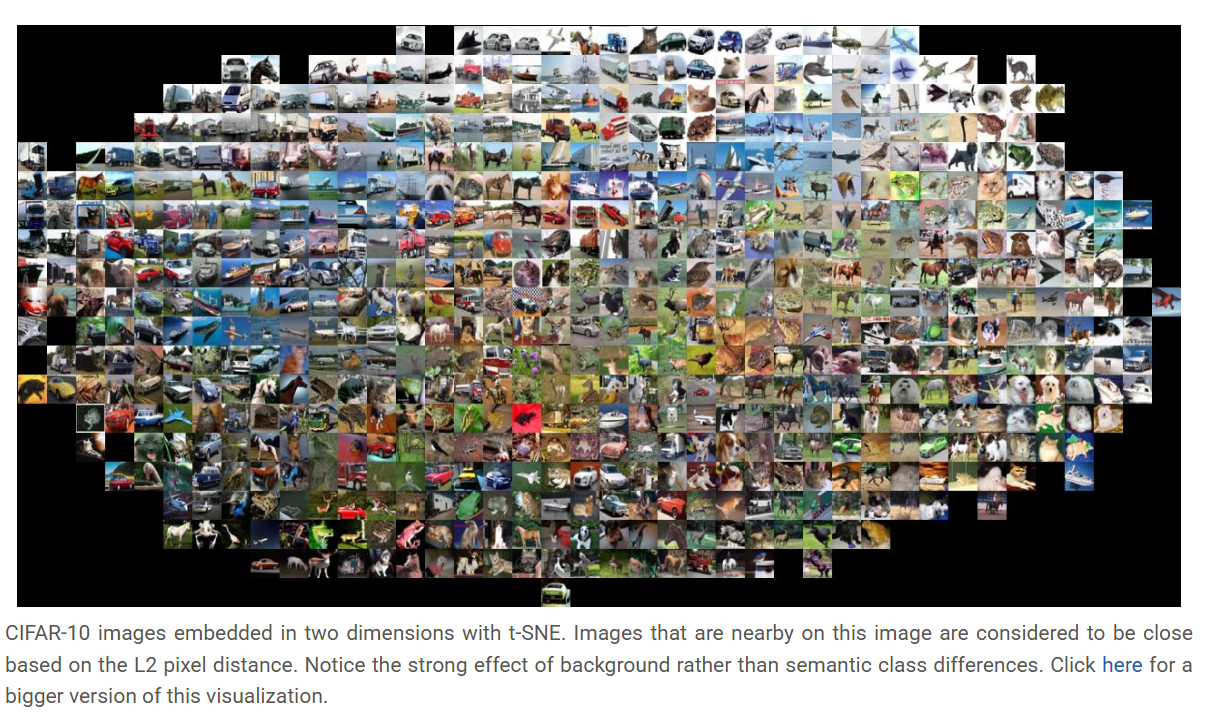 CIFAR-10 images embedded in two dimensions with t-SNE. Images that are nearby on this image are considered to be close
based on the L2 pixel distance. Notice the strong effect of background rather than semantic class differences. Click here for a
bigger version of this visualization.